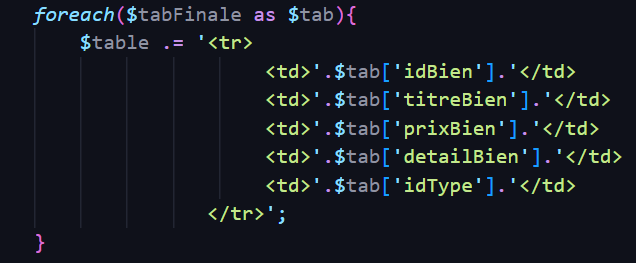 foreach($tabFinale as $tab){
$table .= '<tr>
<td>'.$tab['idBien'].'</td>
<td>'.$tab['titreBien'].'</td>
<td>'.$tab['prixBien'].'</td>
<td>'.$tab['detailBien'].'</td>
<td>'.$tab['idType'].'</td>
</tr>';
}